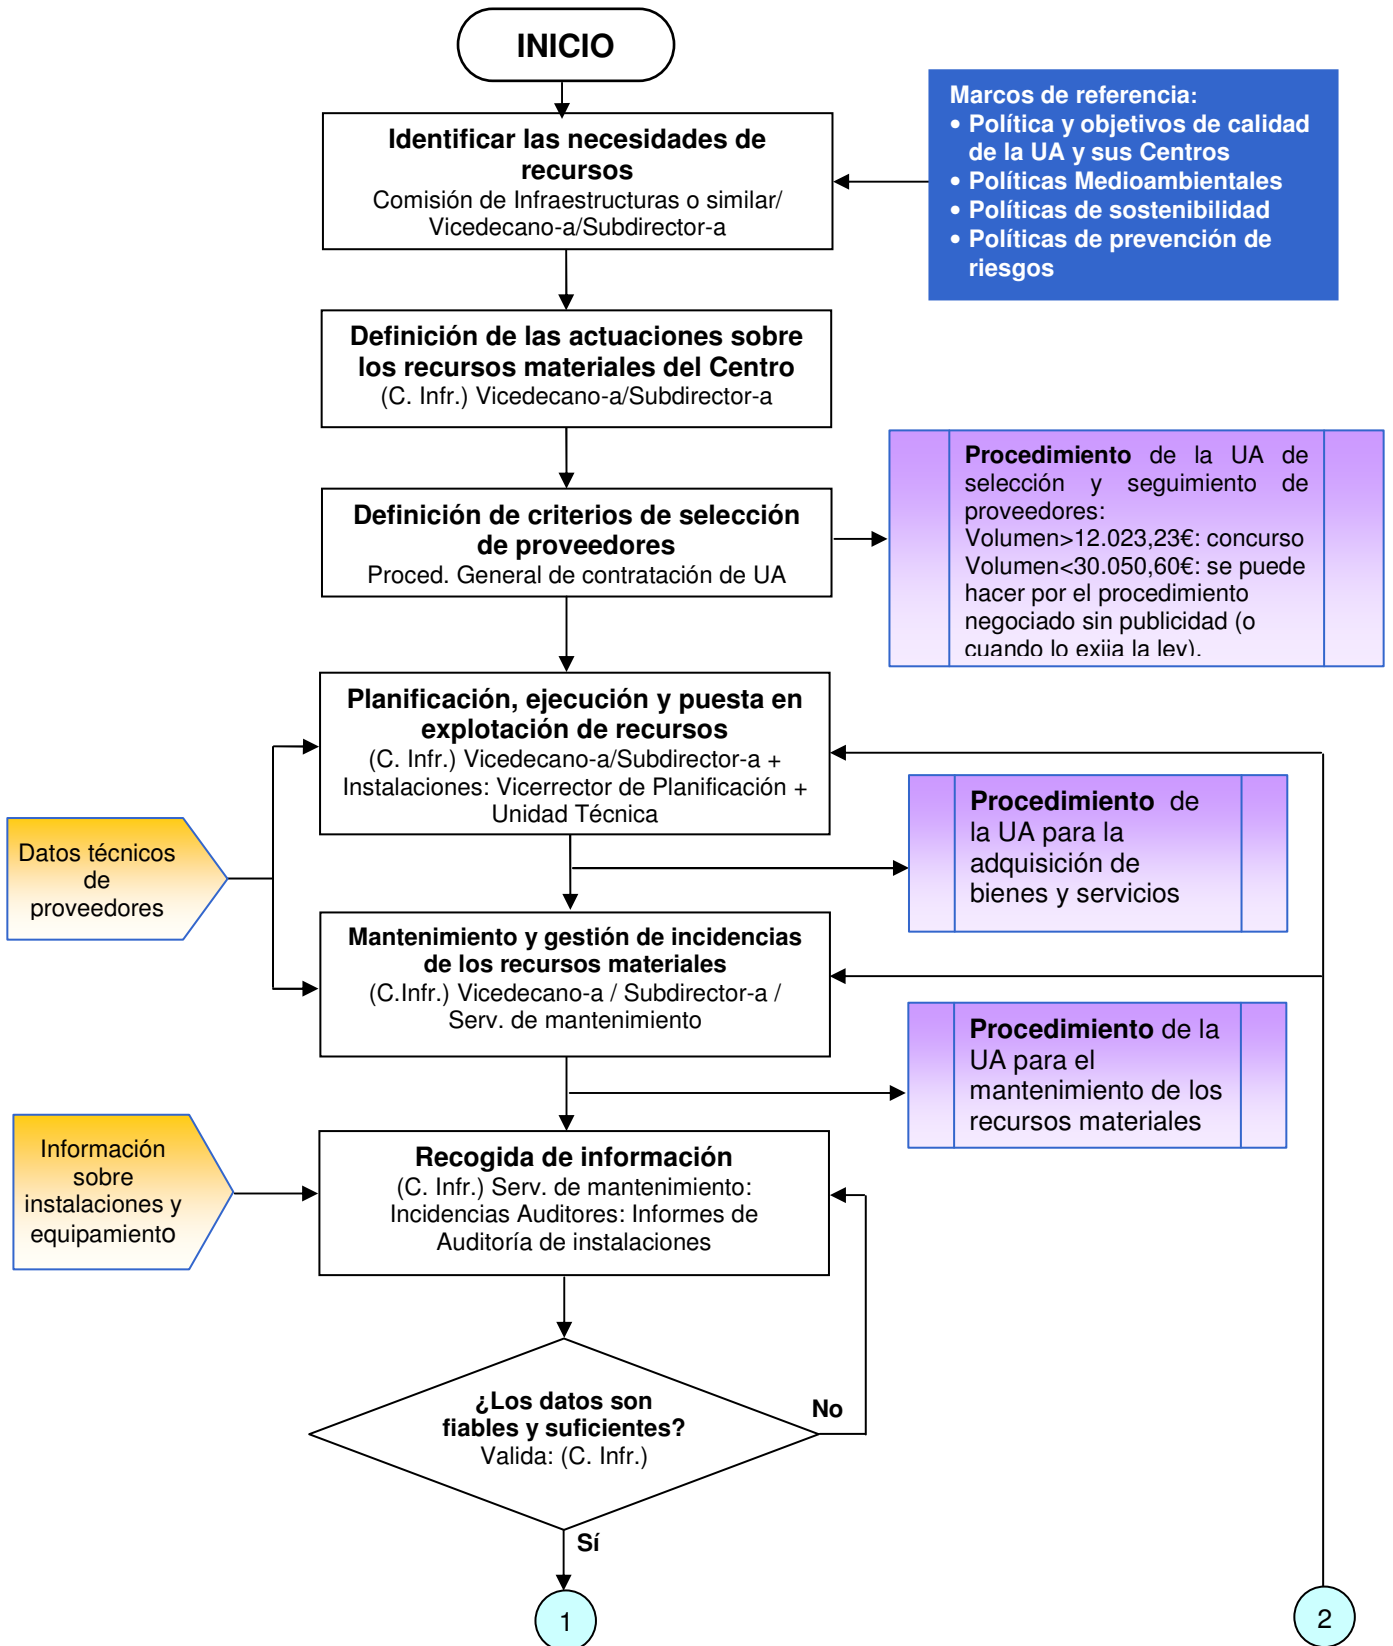 INICIO
Marcos de referencia:
• Política y objetivos de calidad
de la UA y sus Centros
• Políticas Medioambientales
• Políticas de sostenibilidad
• Políticas de prevención de
riesgos
Identificar las necesidades de
recursos
Comisión de Infraestructuras o similar/
Vicedecano-a/Subdirector-a
Definición de las actuaciones sobre
los recursos materiales del Centro
(C. Infr.) Vicedecano-a/Subdirector-a
Definición de criterios de selección
de proveedores
Proced. General de contratación de UA
Procedimiento de la UA de
selección y seguimiento de
proveedores:
Volumen>12.023,23€: concurso
Volumen<30.050,60€: se puede
hacer por el procedimiento
negociado sin publicidad (o
cuando lo exija la ley).
Planificación, ejecución y puesta en
explotación de recursos
(C. Infr.) Vicedecano-a/Subdirector-a +
Instalaciones: Vicerrector de Planificación +
Unidad Técnica
Procedimiento de
la UA para la
adquisición de
bienes y servicios
Datos técnicos
de
proveedores
Mantenimiento y gestión de incidencias
de los recursos materiales
(C.Infr.) Vicedecano-a / Subdirector-a /
Serv. de mantenimiento
Procedimiento de la
UA para el
mantenimiento de los
recursos materiales
Información
sobre
instalaciones y
equipamiento
Recogida de información
(C. Infr.) Serv. de mantenimiento:
Incidencias Auditores: Informes de
Auditoría de instalaciones
¿Los datos son
fiables y suficientes?
Valida: (C. Infr.)
No
Sí
1
2